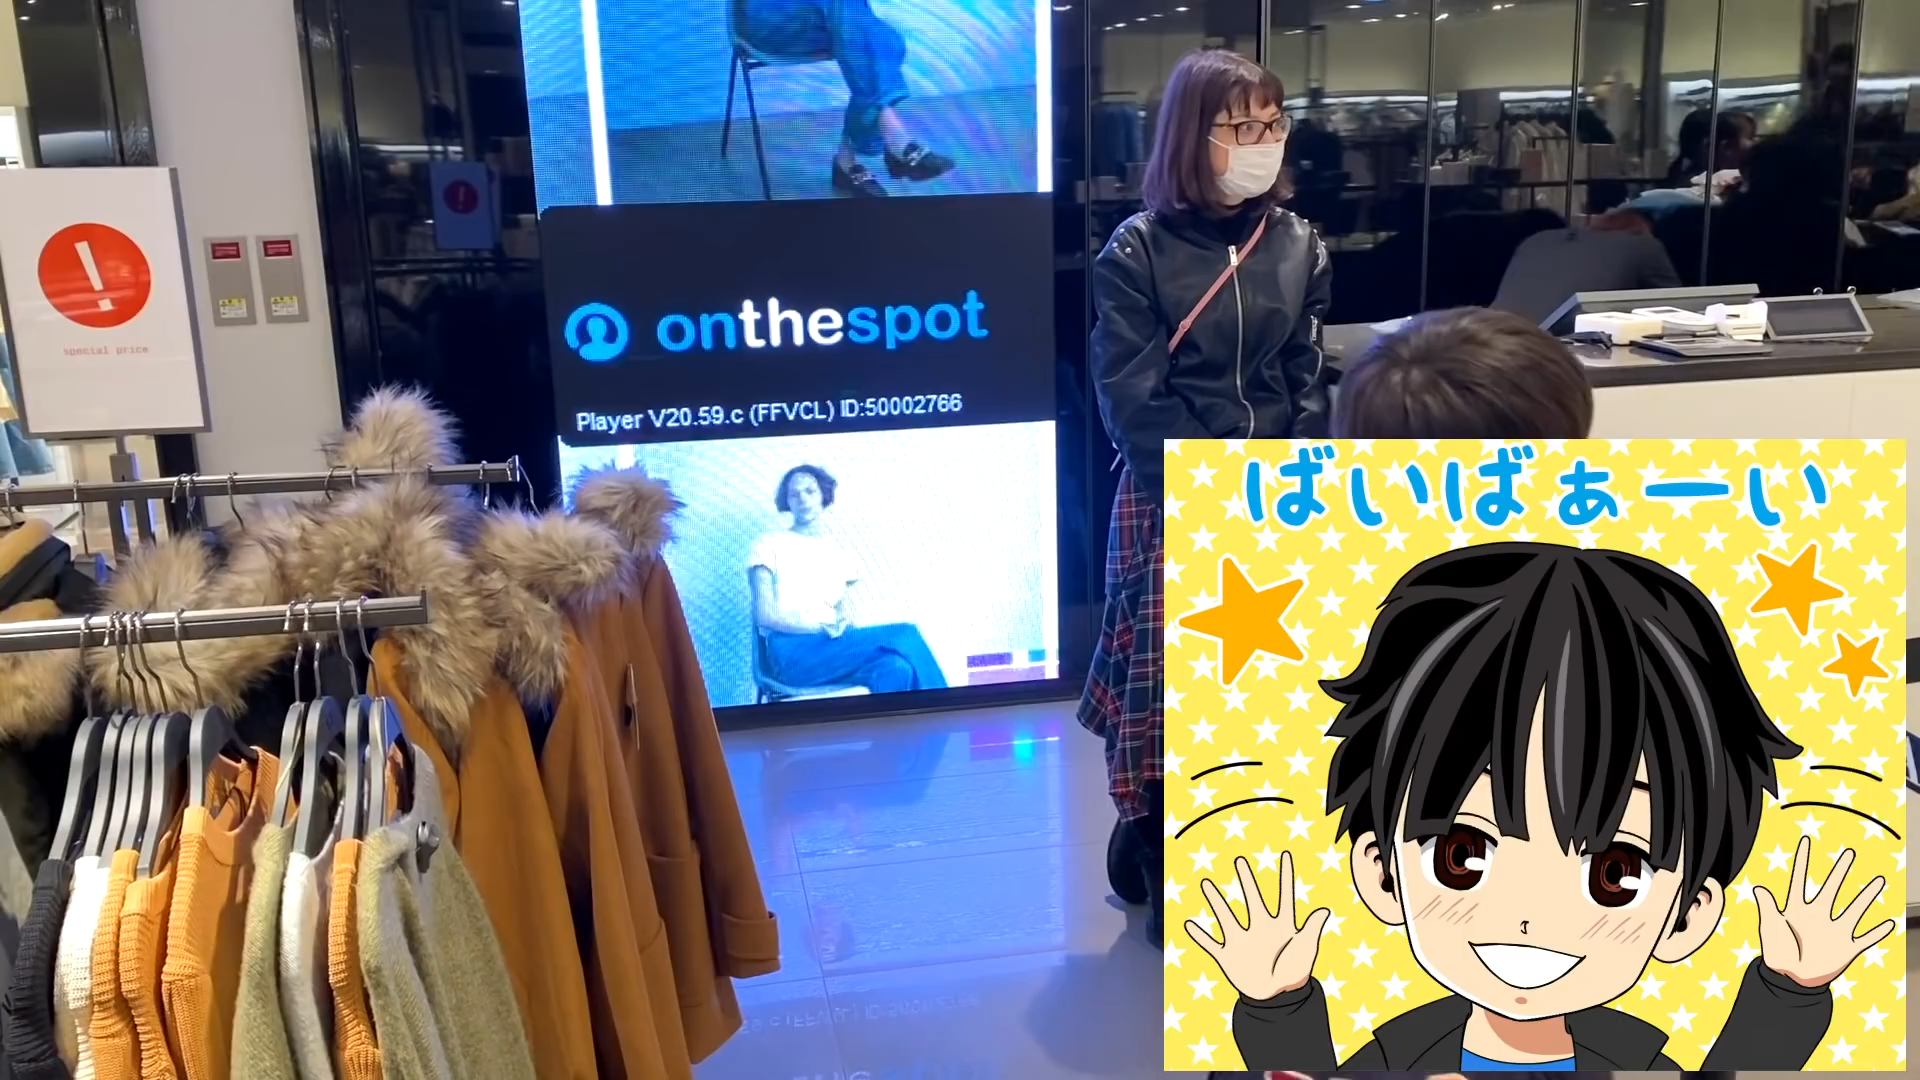 special price
onthespot
Player V20.59.c (FFVCL) ID:50002766
ばいばぁーい